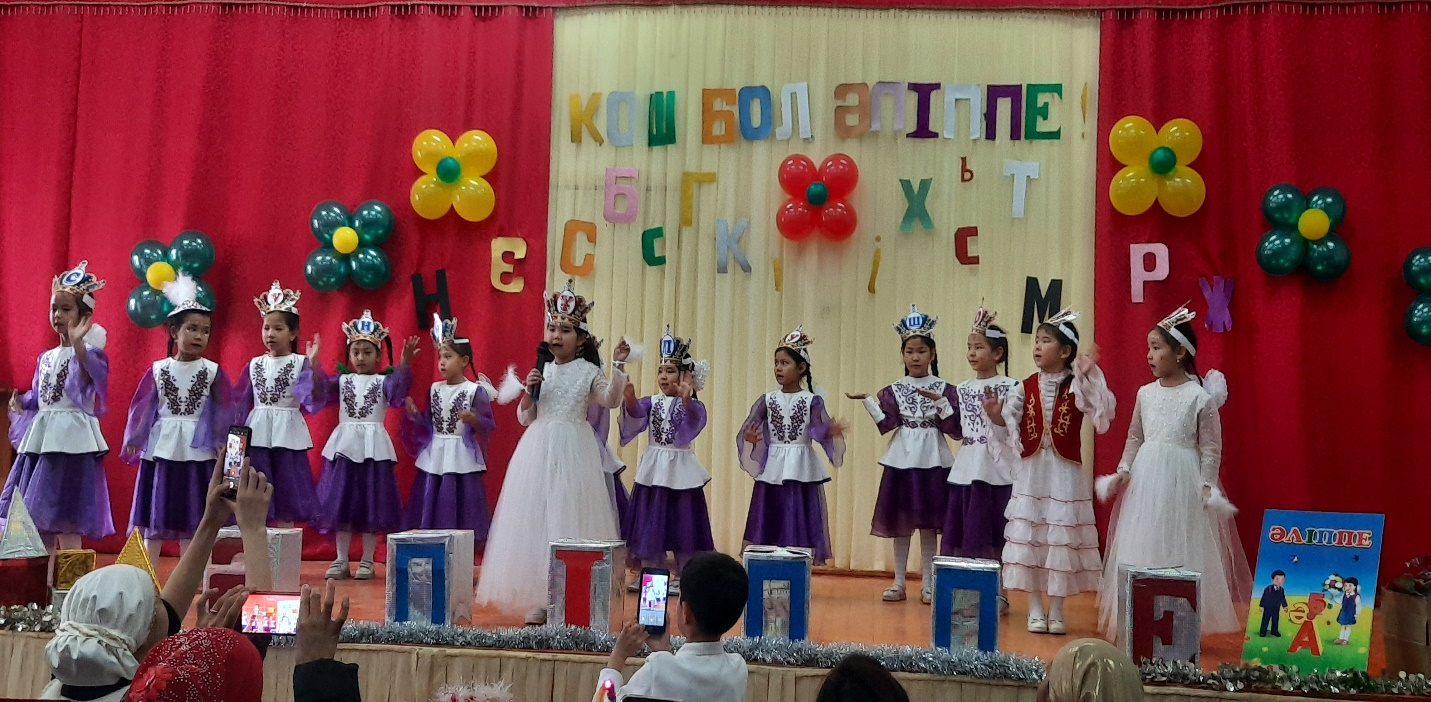 ҚОШ БОЛ ӘЛІППЕ!
Б Г Х Ь Т
Н Є С С К І І С М Р Ж
Н Ш
Ә Л І П П Е
ӘЛІППЕ
А